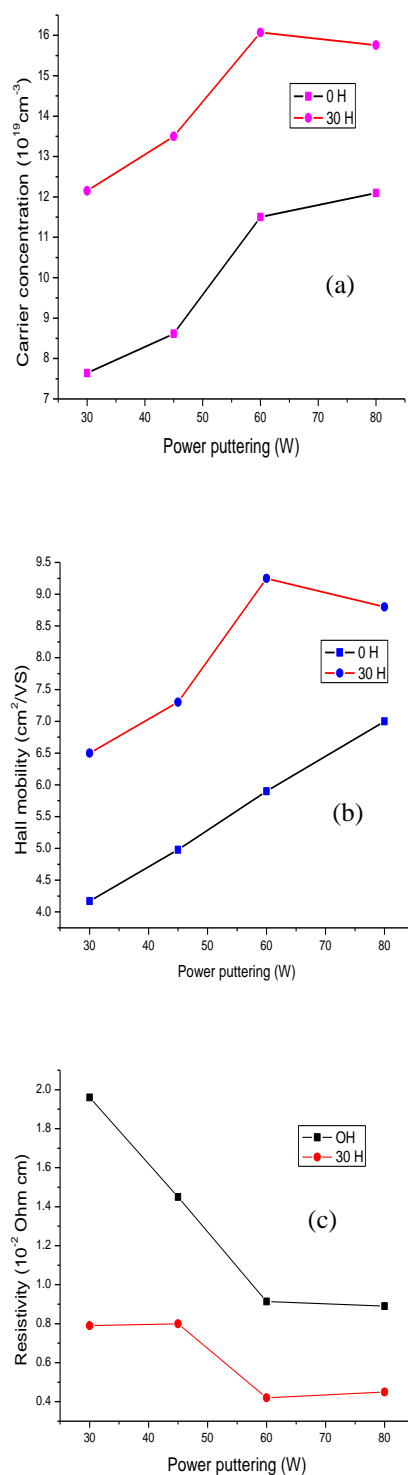 16
15
14
13
12
11
10
9
8
7
Carrier concentration (10¹⁹cm⁻³)
0 H
30 H
(a)
30 40 50 60 70 80
Power puttering (W)
9.5
9.0
8.5
8.0
7.5
7.0
6.5
6.0
5.5
5.0
4.5
4.0
Hall mobility (cm²/VS)
0 H
30 H
(b)
30 40 50 60 70 80
Power puttering (W)
2.0
1.8
1.6
1.4
1.2
1.0
0.8
0.6
0.4
Resistivity (10⁻² Ohm cm)
OH
30 H
(c)
30 40 50 60 70 80
Power puttering (W)